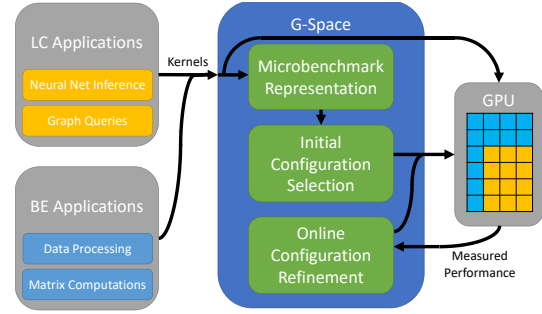 LC Applications
Neural Net Inference
Graph Queries
BE Applications
Data Processing
Matrix Computations
Kernels
G-Space
Microbenchmark
Representation
Initial
Configuration
Selection
Online
Configuration
Refinement
GPU
Measured
Performance